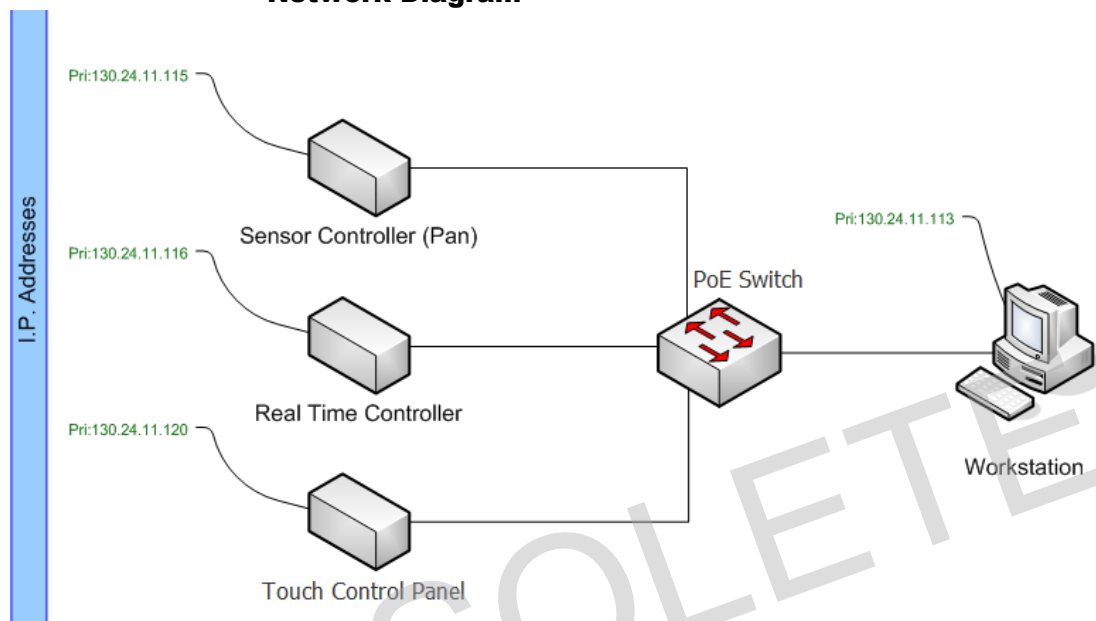 Network Diagram
I.P. Addresses
Pri:130.24.11.115
Sensor Controller (Pan)
Pri:130.24.11.116
Real Time Controller
Pri:130.24.11.120
Touch Control Panel
PoE Switch
Pri:130.24.11.113
Workstation
SOLETE